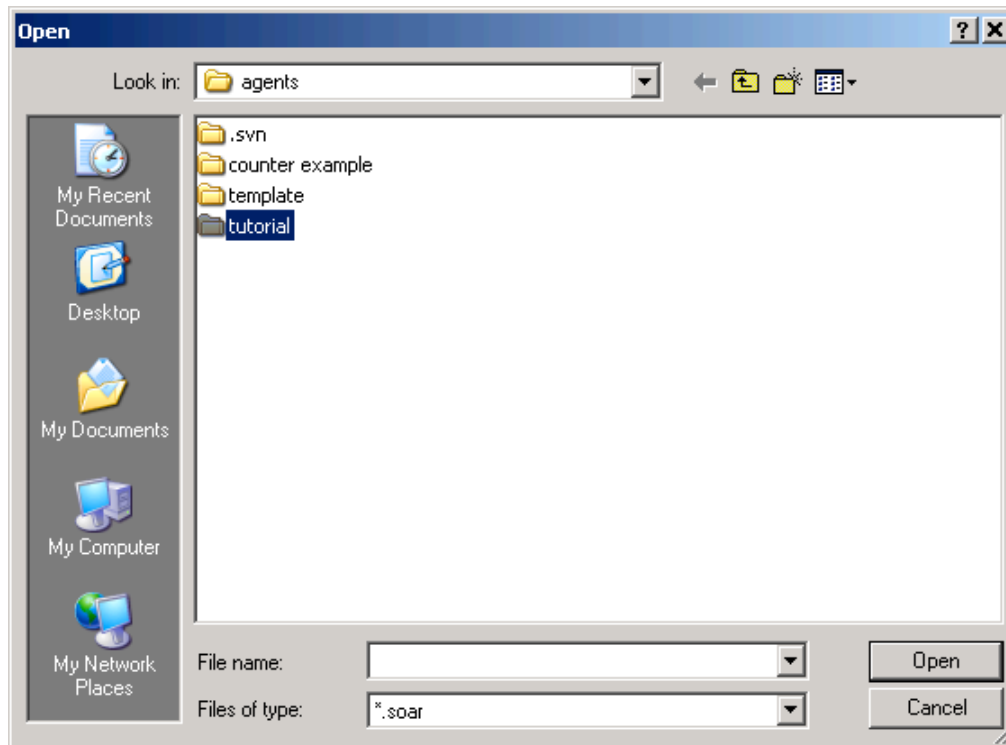 Open
Look in:
agents
.svn
counter example
template
tutorial
My Recent
Documents
Desktop
My Documents
My Computer
My Network
Places
File name:
Open
Files of type:
*.soar
Cancel